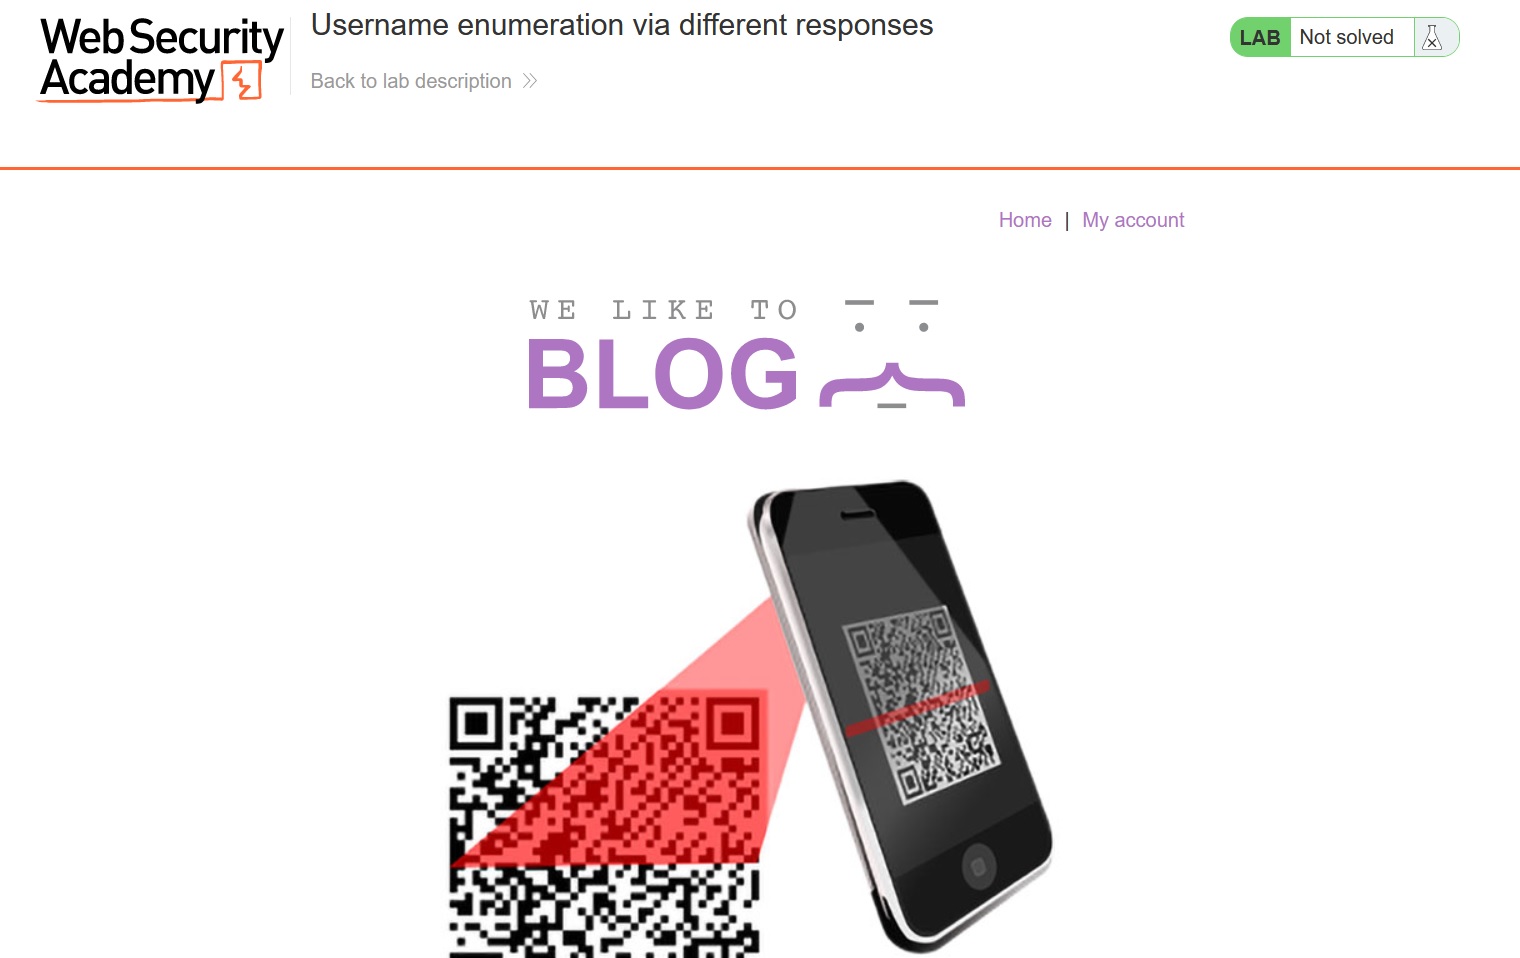 Web Security
Academy
Username enumeration via different responses
Back to lab description
LAB Not solved
Home | My account
WE LIKE TO
BLOG